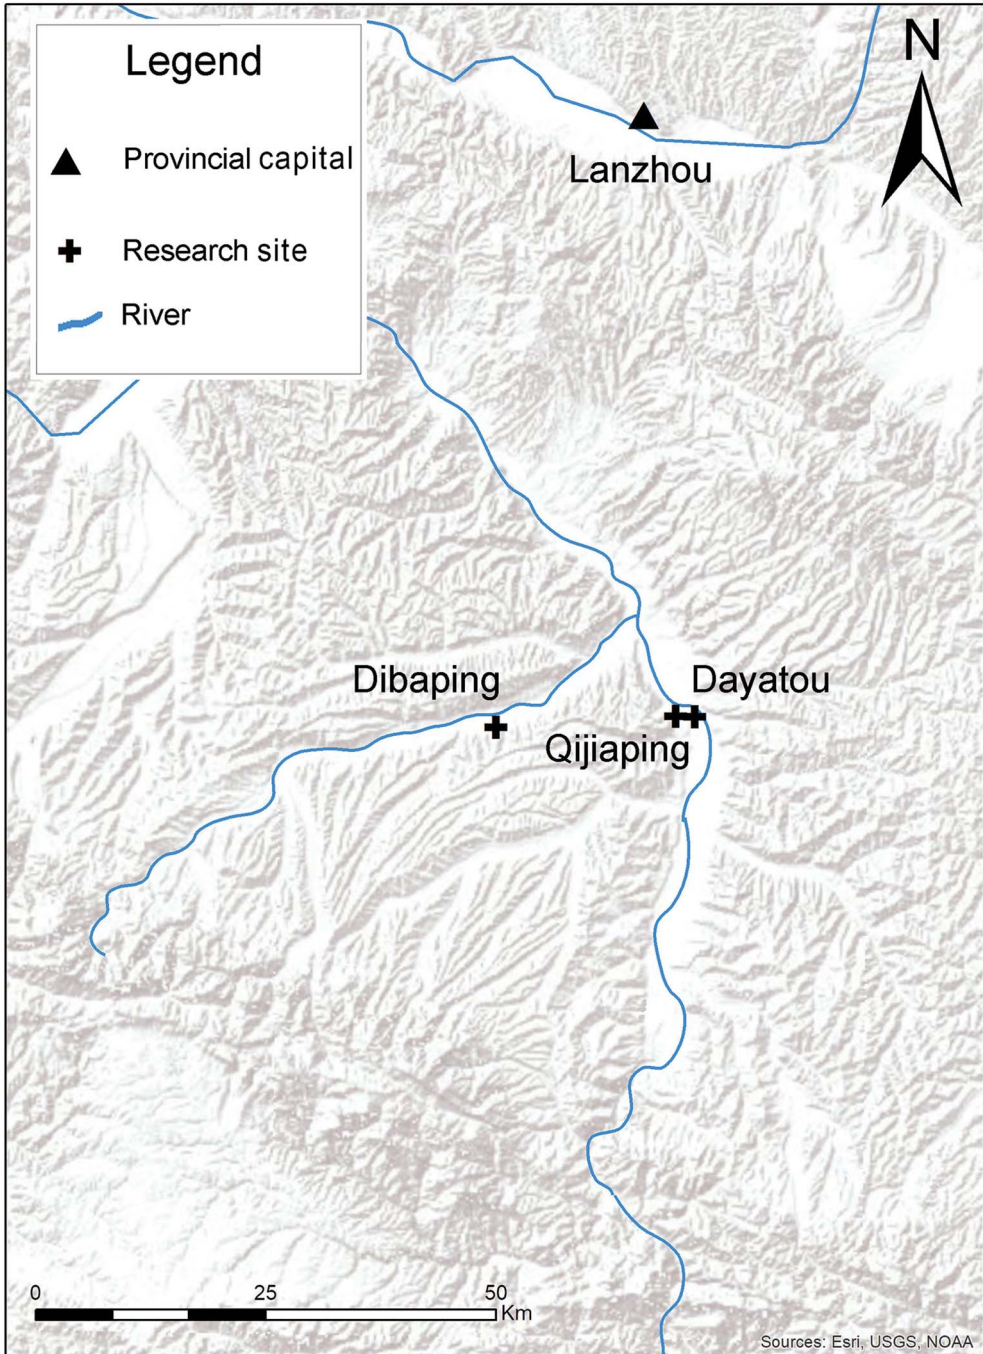 Legend
Provincial capital
Research site
River
N
Lanzhou
Dibaping
Dayatou
Qijiaping
0 25 50
Km
Sources: Esri, USGS, NOAA